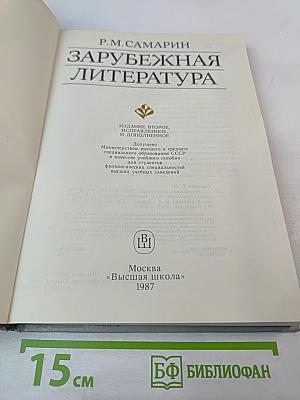 Р.М.САМАРИН
ЗАРУБЕЖНАЯ
ЛИТЕРАТУРА
ИЗДАНИЕ ВТОРОЕ,
ИСПРАВЛЕННОЕ
И ДОПОЛНЕННОЕ
Допущено
Министерством высшего и среднего
специального образования СССР
в качестве учебного пособия
для студентов
филологических специальностей
высших учебных заведений
В
Ш
Москва
«Высшая школа»
1987
15 см
БФ БИБЛИОФАН